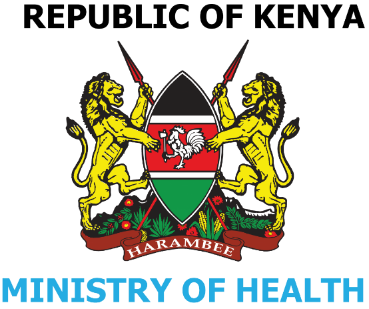 REPUBLIC OF KENYA
HARAMBEE
MINISTRY OF HEALTH